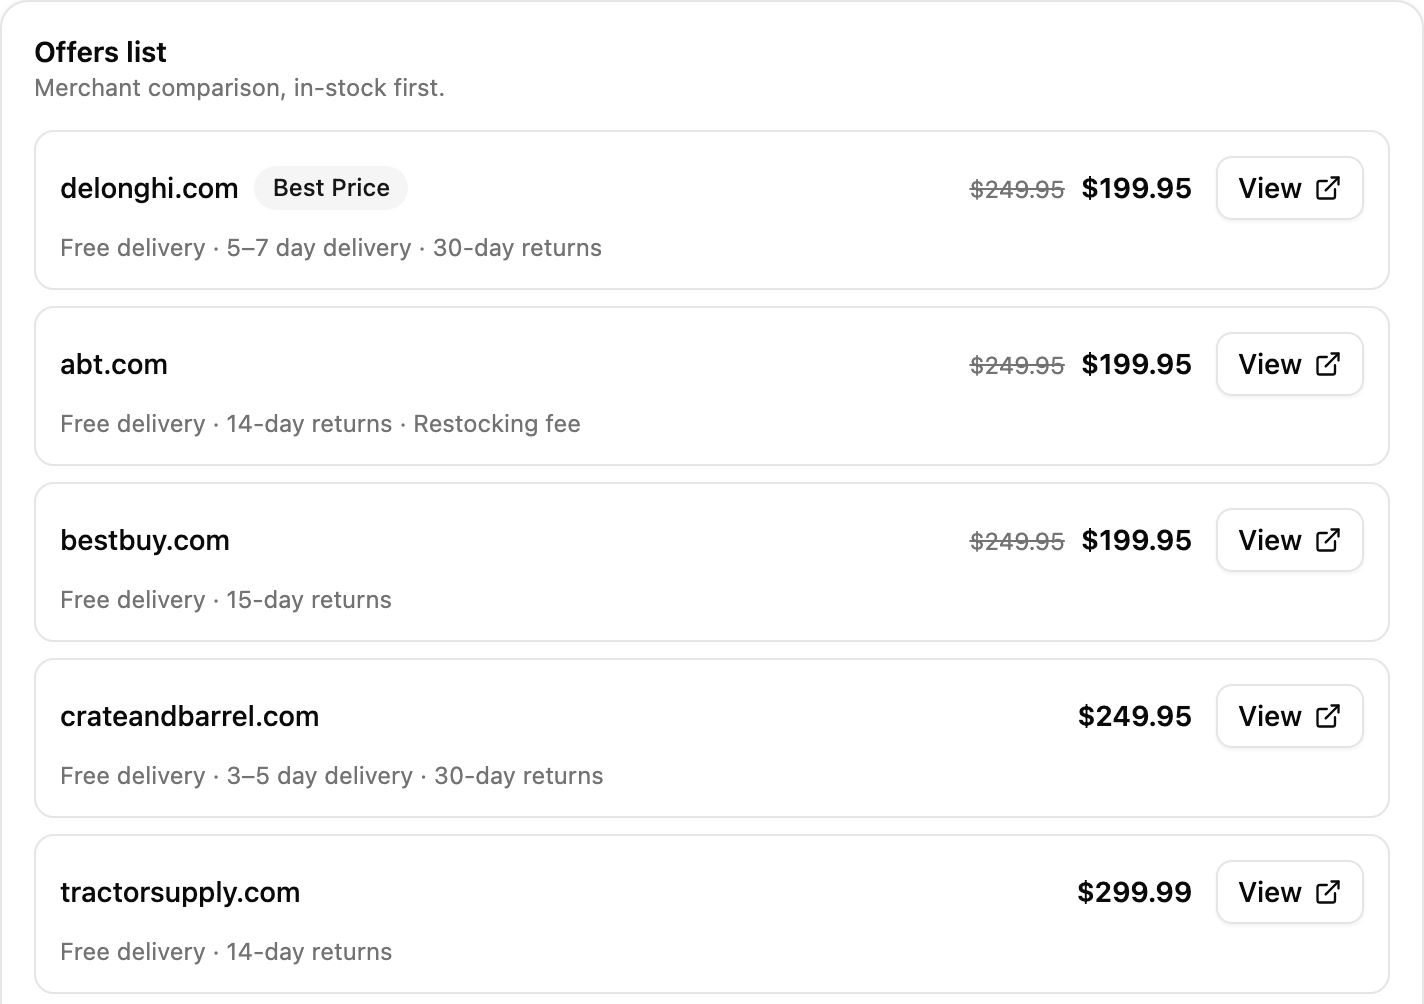 Offers list
Merchant comparison, in-stock first.
delonghi.com Best Price $249.95 $199.95 View
Free delivery · 5–7 day delivery · 30-day returns
abt.com $249.95 $199.95 View
Free delivery · 14-day returns · Restocking fee
bestbuy.com $249.95 $199.95 View
Free delivery · 15-day returns
crateandbarrel.com $249.95 View
Free delivery · 3–5 day delivery · 30-day returns
tractorsupply.com $299.99 View
Free delivery · 14-day returns